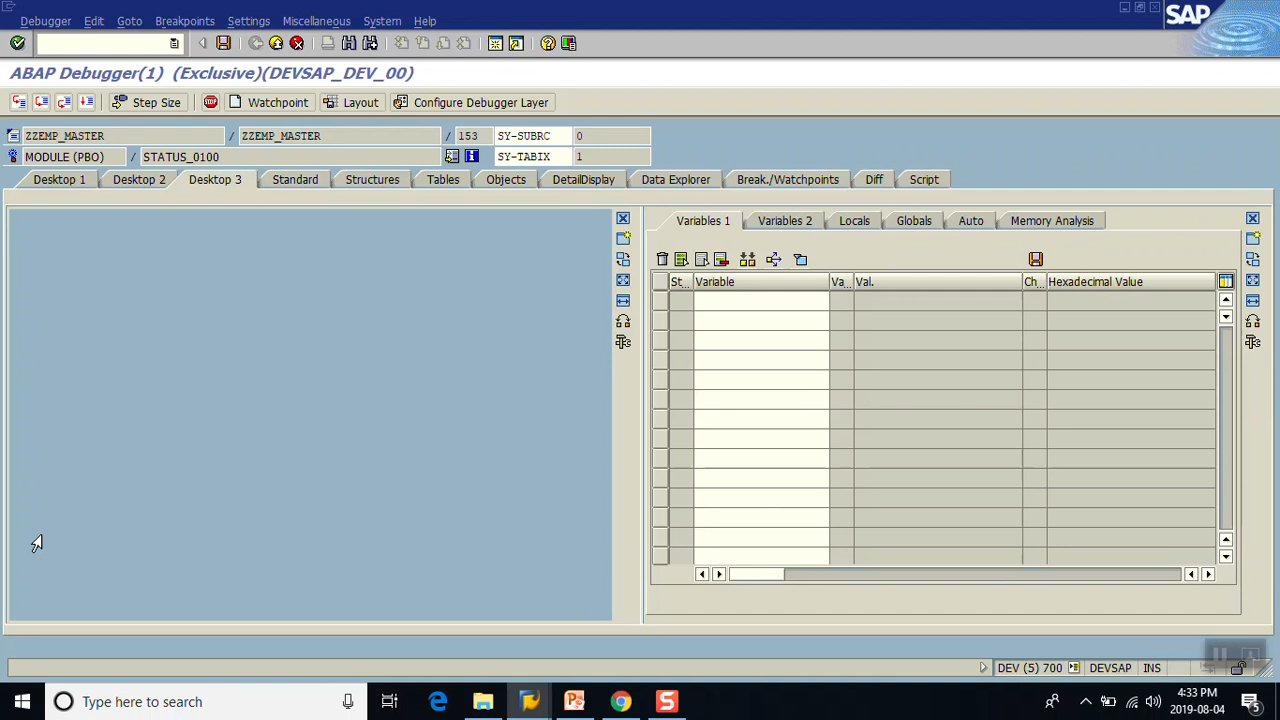 Debugger Edit Goto Breakpoints Settings Miscellaneous System Help
SAP
ABAP Debugger(1) (Exclusive)(DEVSAP_DEV_00)
Step Size Watchpoint Layout Configure Debugger Layer
ZZEMP_MASTER / ZZEMP_MASTER / 153 SY-SUBRC 0
MODULE (PBO) / STATUS_0100 SY-TABIX 1
Desktop 1 Desktop 2 Desktop 3 Standard Structures Tables Objects DetailDisplay Data Explorer Break./Watchpoints Diff Script
Variables 1 Variables 2 Locals Globals Auto Memory Analysis
St... Variable Va... Val. Ch... Hexadecimal Value
DEV (5) 700 DEVSAP INS
Type here to search
4:33 PM
2019-08-04
5